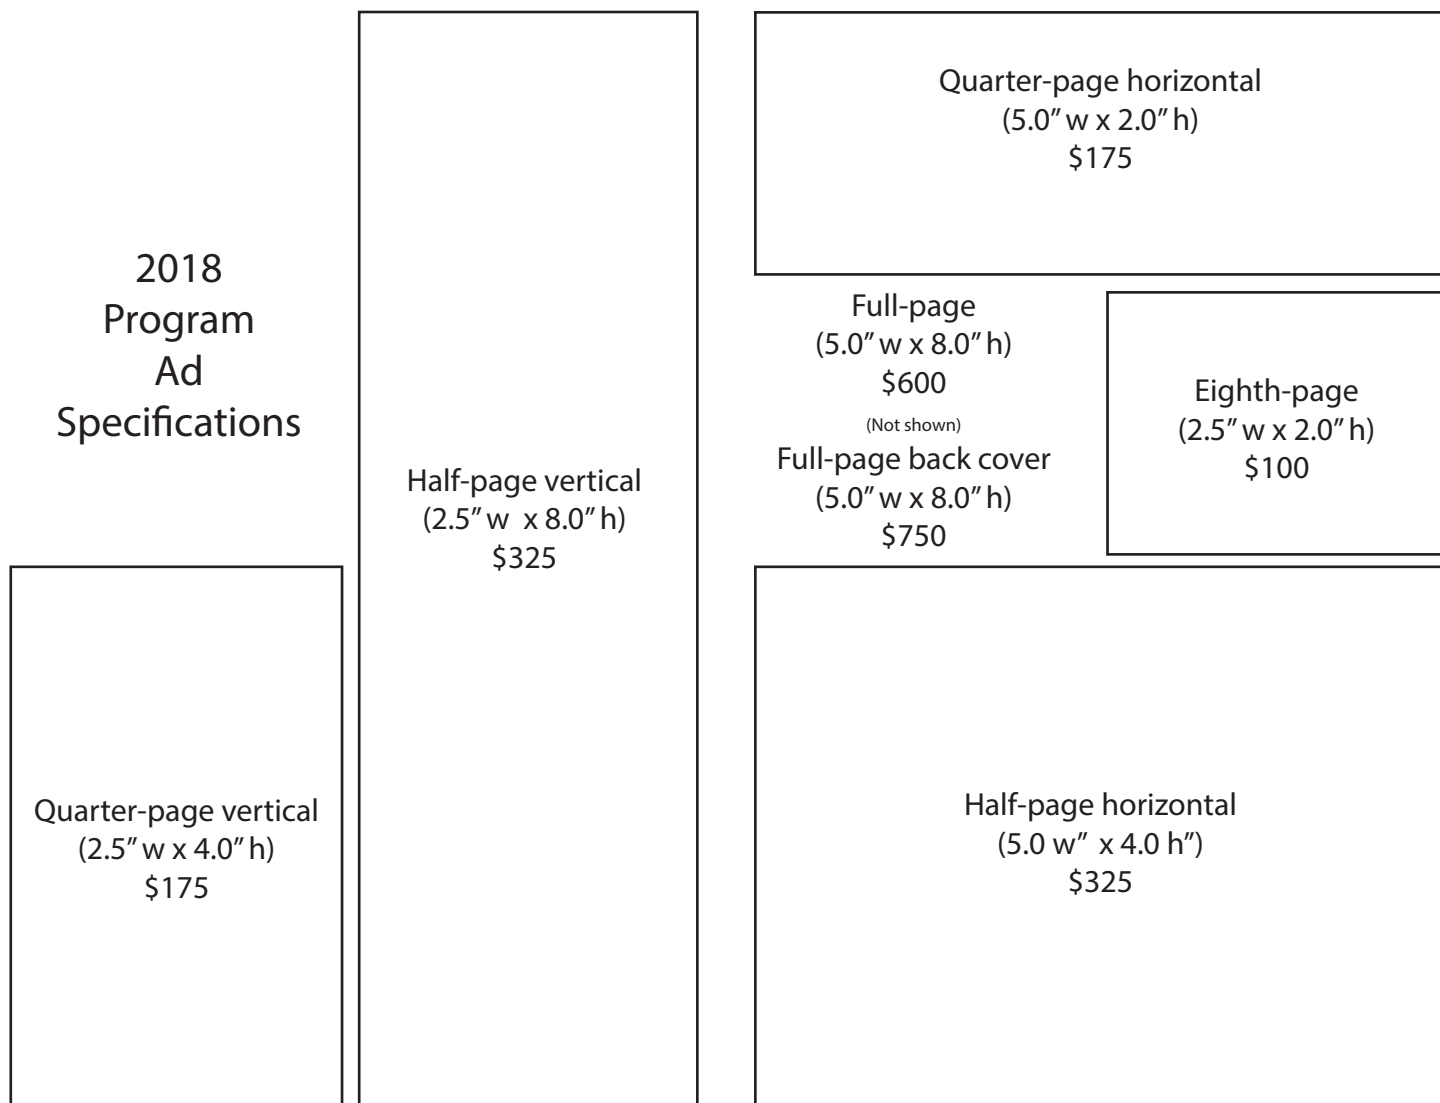 2018
Program
Ad
Specifications
Quarter-page vertical
(2.5” w x 4.0” h)
$175
Half-page vertical
(2.5” w  x 8.0” h)
$325
Quarter-page horizontal
(5.0” w x 2.0” h)
$175
Full-page
(5.0” w x 8.0” h)
$600
(Not shown)
Full-page back cover
(5.0” w x 8.0” h)
$750
Eighth-page
(2.5” w x 2.0” h)
$100
Half-page horizontal
(5.0 w”  x 4.0 h”)
$325